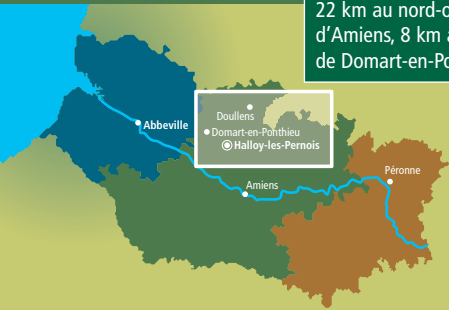 22 km au nord-
d'Amiens, 8 km
de Domart-en-
Doullens
Abbeville
Domart-en-Ponthieu
Halloy-les-Pernois
Péronne
Amiens